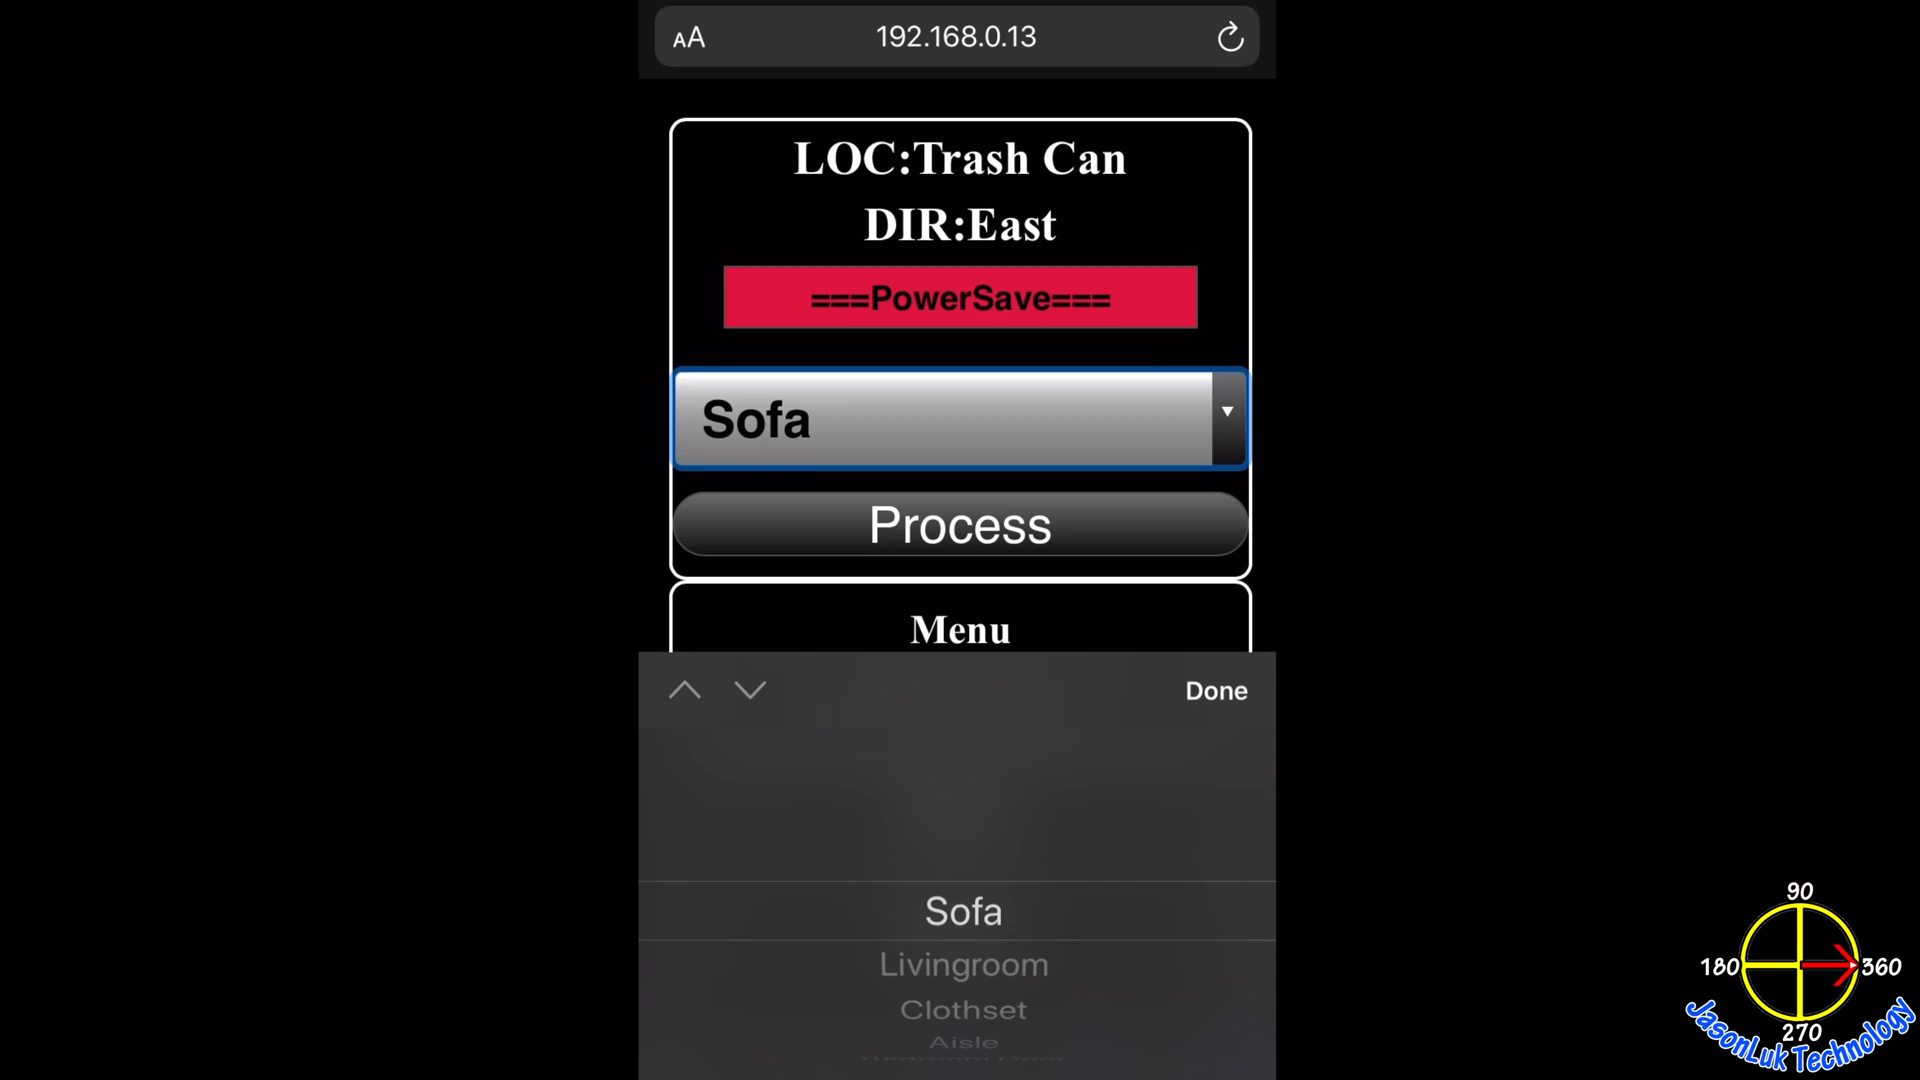 AA 192.168.0.13
LOC:Trash Can
DIR:East
===PowerSave===
Sofa
Process
Menu
Done
Sofa
Livingroom
Clothset
Aisle
90
180 360
270
JasonLuk Technology